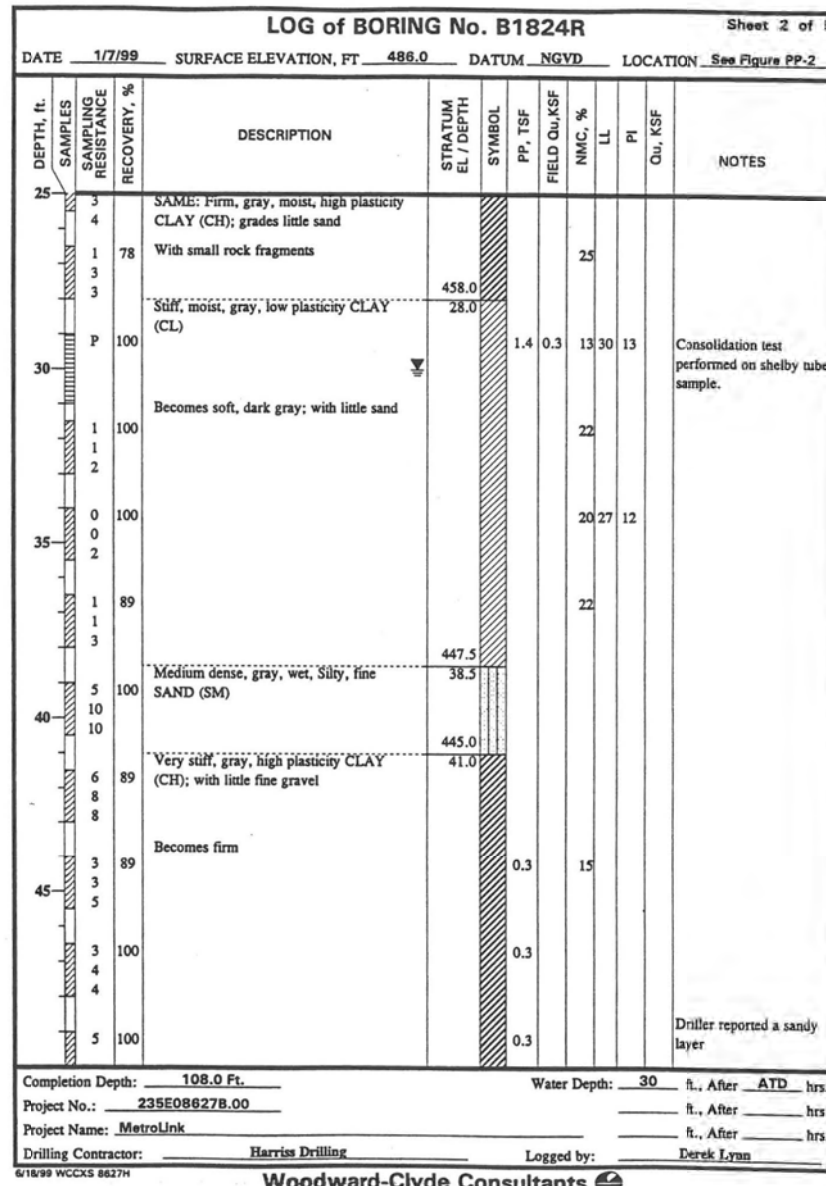 LOG of BORING No. B1824R
Sheet 2 of
DATE 1/7/99 SURFACE ELEVATION, FT 486.0 DATUM NGVD LOCATION See Figure PP-2
DEPTH, ft. SAMPLES SAMPLING RESISTANCE RECOVERY, % DESCRIPTION STRATUM EL / DEPTH SYMBOL PP, TSF FIELD Qu,KSF NMC, % LL PI Qu, KSF NOTES
25 3 SAME: Firm, gray, moist, high plasticity
4 CLAY (CH); grades little sand
1 78 With small rock fragments 25
3
3 458.0
Stiff, moist, gray, low plasticity CLAY 28.0
(CL)
P 100 1.4 0.3 13 30 13 Consolidation test
30 performed on shelby tube
sample.
Becomes soft, dark gray; with little sand
1 100 22
1
2
0 100 20 27 12
35 0
2
1 89 22
1
3 447.5
Medium dense, gray, wet, Silty, fine 38.5
5 100 SAND (SM)
40 10
10 445.0
Very stiff, gray, high plasticity CLAY 41.0
6 89 (CH); with little fine gravel
8
8
Becomes firm
3 89 0.3 15
45 3
5
3 100 0.3
4
4
Driller reported a sandy
5 100 0.3 layer
Completion Depth: 108.0 Ft. Water Depth: 30 ft., After ATD hrs
Project No.: 235E08627B.00 ft., After hrs
Project Name: MetroLink ft., After hrs
Drilling Contractor: Harriss Drilling Logged by: Derek Lynn
6/18/99 WCCXS 8627H
Woodward-Clyde Consultants